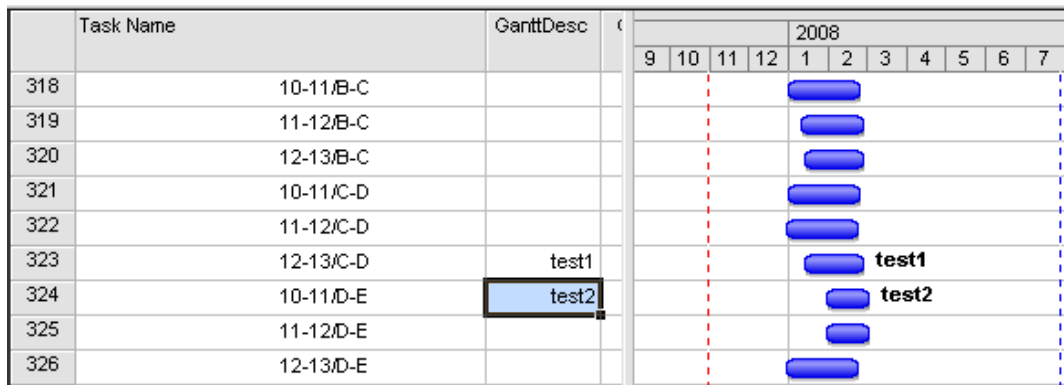 Task Name GanttDesc
2008
9 10 11 12 1 2 3 4 5 6 7
318 10-11/B-C
319 11-12/B-C
320 12-13/B-C
321 10-11/C-D
322 11-12/C-D
323 12-13/C-D test1 test1
324 10-11/D-E test2 test2
325 11-12/D-E
326 12-13/D-E